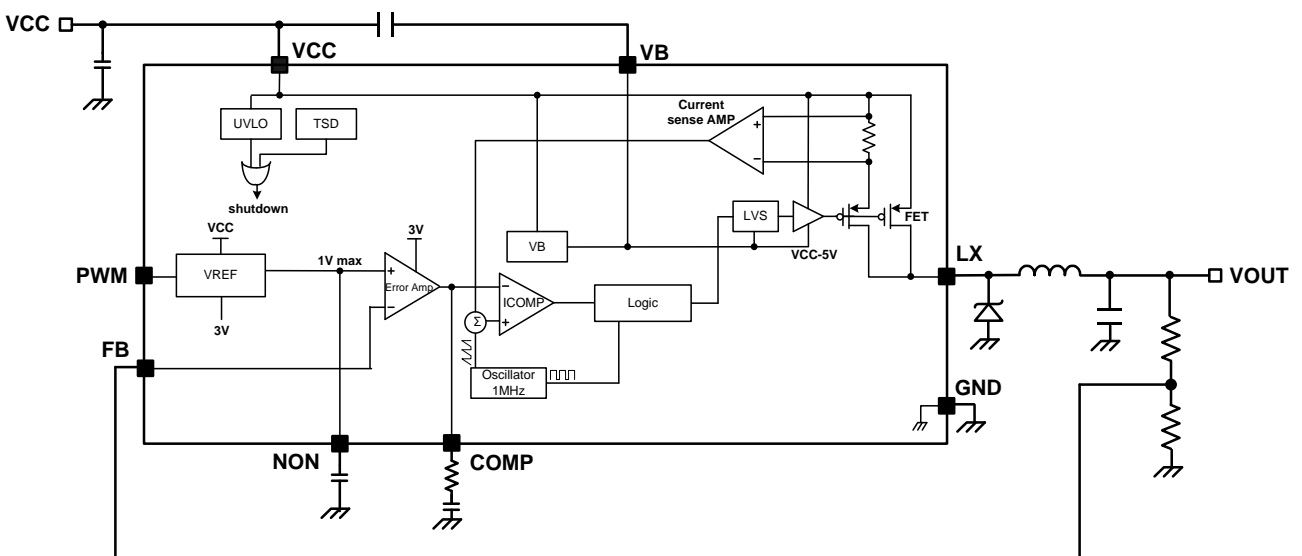 VCC
VCC
VB
UVLO
TSD
Current
sense AMP
shutdown
VCC
3V
LVS
FET
VB
VCC-5V
LX
PWM
VREF
1V max
+
Error Amp
−
−
ICOMP
+
Logic
VOUT
3V
Σ
FB
Oscillator
1MHz
GND
NON
COMP
+
−